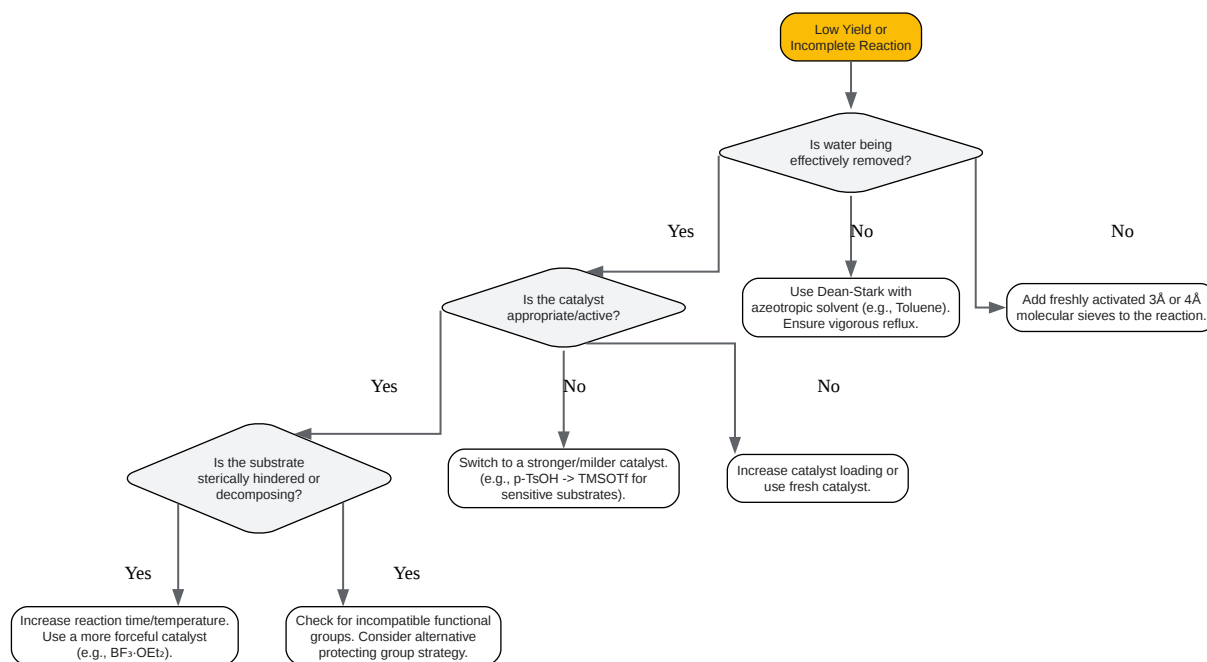 Low Yield or
Incomplete Reaction
Is water being
effectively removed?
Yes
No
No
Is the catalyst
appropriate/active?
Use Dean-Stark with
azeotropic solvent (e.g., Toluene).
Ensure vigorous reflux.
Add freshly activated 3Å or 4Å
molecular sieves to the reaction.
Yes
No
No
Is the substrate
sterically hindered or
decomposing?
Switch to a stronger/milder catalyst.
(e.g., p-TsOH -> TMSOTf for
sensitive substrates).
Increase catalyst loading or
use fresh catalyst.
Yes
Yes
Increase reaction time/temperature.
Use a more forceful catalyst
(e.g., BF₃·OEt₂).
Check for incompatible functional
groups. Consider alternative
protecting group strategy.